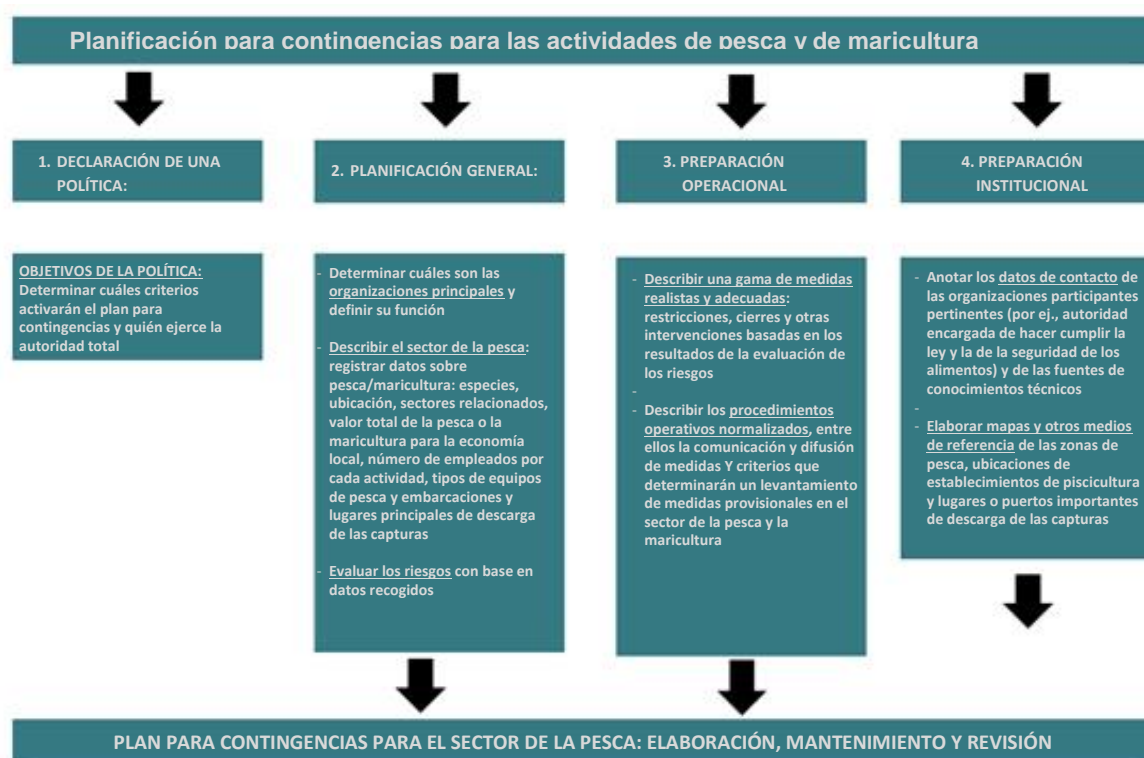 Planificación para contingencias para las actividades de pesca y de maricultura
1. DECLARACIÓN DE UNA
POLÍTICA:
2. PLANIFICACIÓN GENERAL:
3. PREPARACIÓN
OPERACIONAL
4. PREPARACIÓN
INSTITUCIONAL
OBJETIVOS DE LA POLÍTICA:
Determinar cuáles criterios
activarán el plan para
contingencias y quién ejerce la
autoridad total
- Determinar cuáles son las
organizaciones principales y
definir su función
- Describir el sector de la pesca:
registrar datos sobre
pesca/maricultura: especies,
ubicación, sectores relacionados,
valor total de la pesca o la
maricultura para la economía
local, número de empleados por
cada actividad, tipos de equipos
de pesca y embarcaciones y
lugares principales de descarga
de las capturas
- Evaluar los riesgos con base en
datos recogidos
- Describir una gama de medidas
realistas y adecuadas:
restricciones, cierres y otras
intervenciones basadas en los
resultados de la evaluación de
los riesgos
-
- Describir los procedimientos
operativos normalizados, entre
ellos la comunicación y difusión
de medidas Y criterios que
determinarán un levantamiento
de medidas provisionales en el
sector de la pesca y la
maricultura
- Anotar los datos de contacto de
las organizaciones participantes
pertinentes (por ej., autoridad
encargada de hacer cumplir la
ley y la de la seguridad de los
alimentos) y de las fuentes de
conocimientos técnicos
-
- Elaborar mapas y otros medios
de referencia de las zonas de
pesca, ubicaciones de
establecimientos de piscicultura
y lugares o puertos importantes
de descarga de las capturas
PLAN PARA CONTINGENCIAS PARA EL SECTOR DE LA PESCA: ELABORACIÓN, MANTENIMIENTO Y REVISIÓN